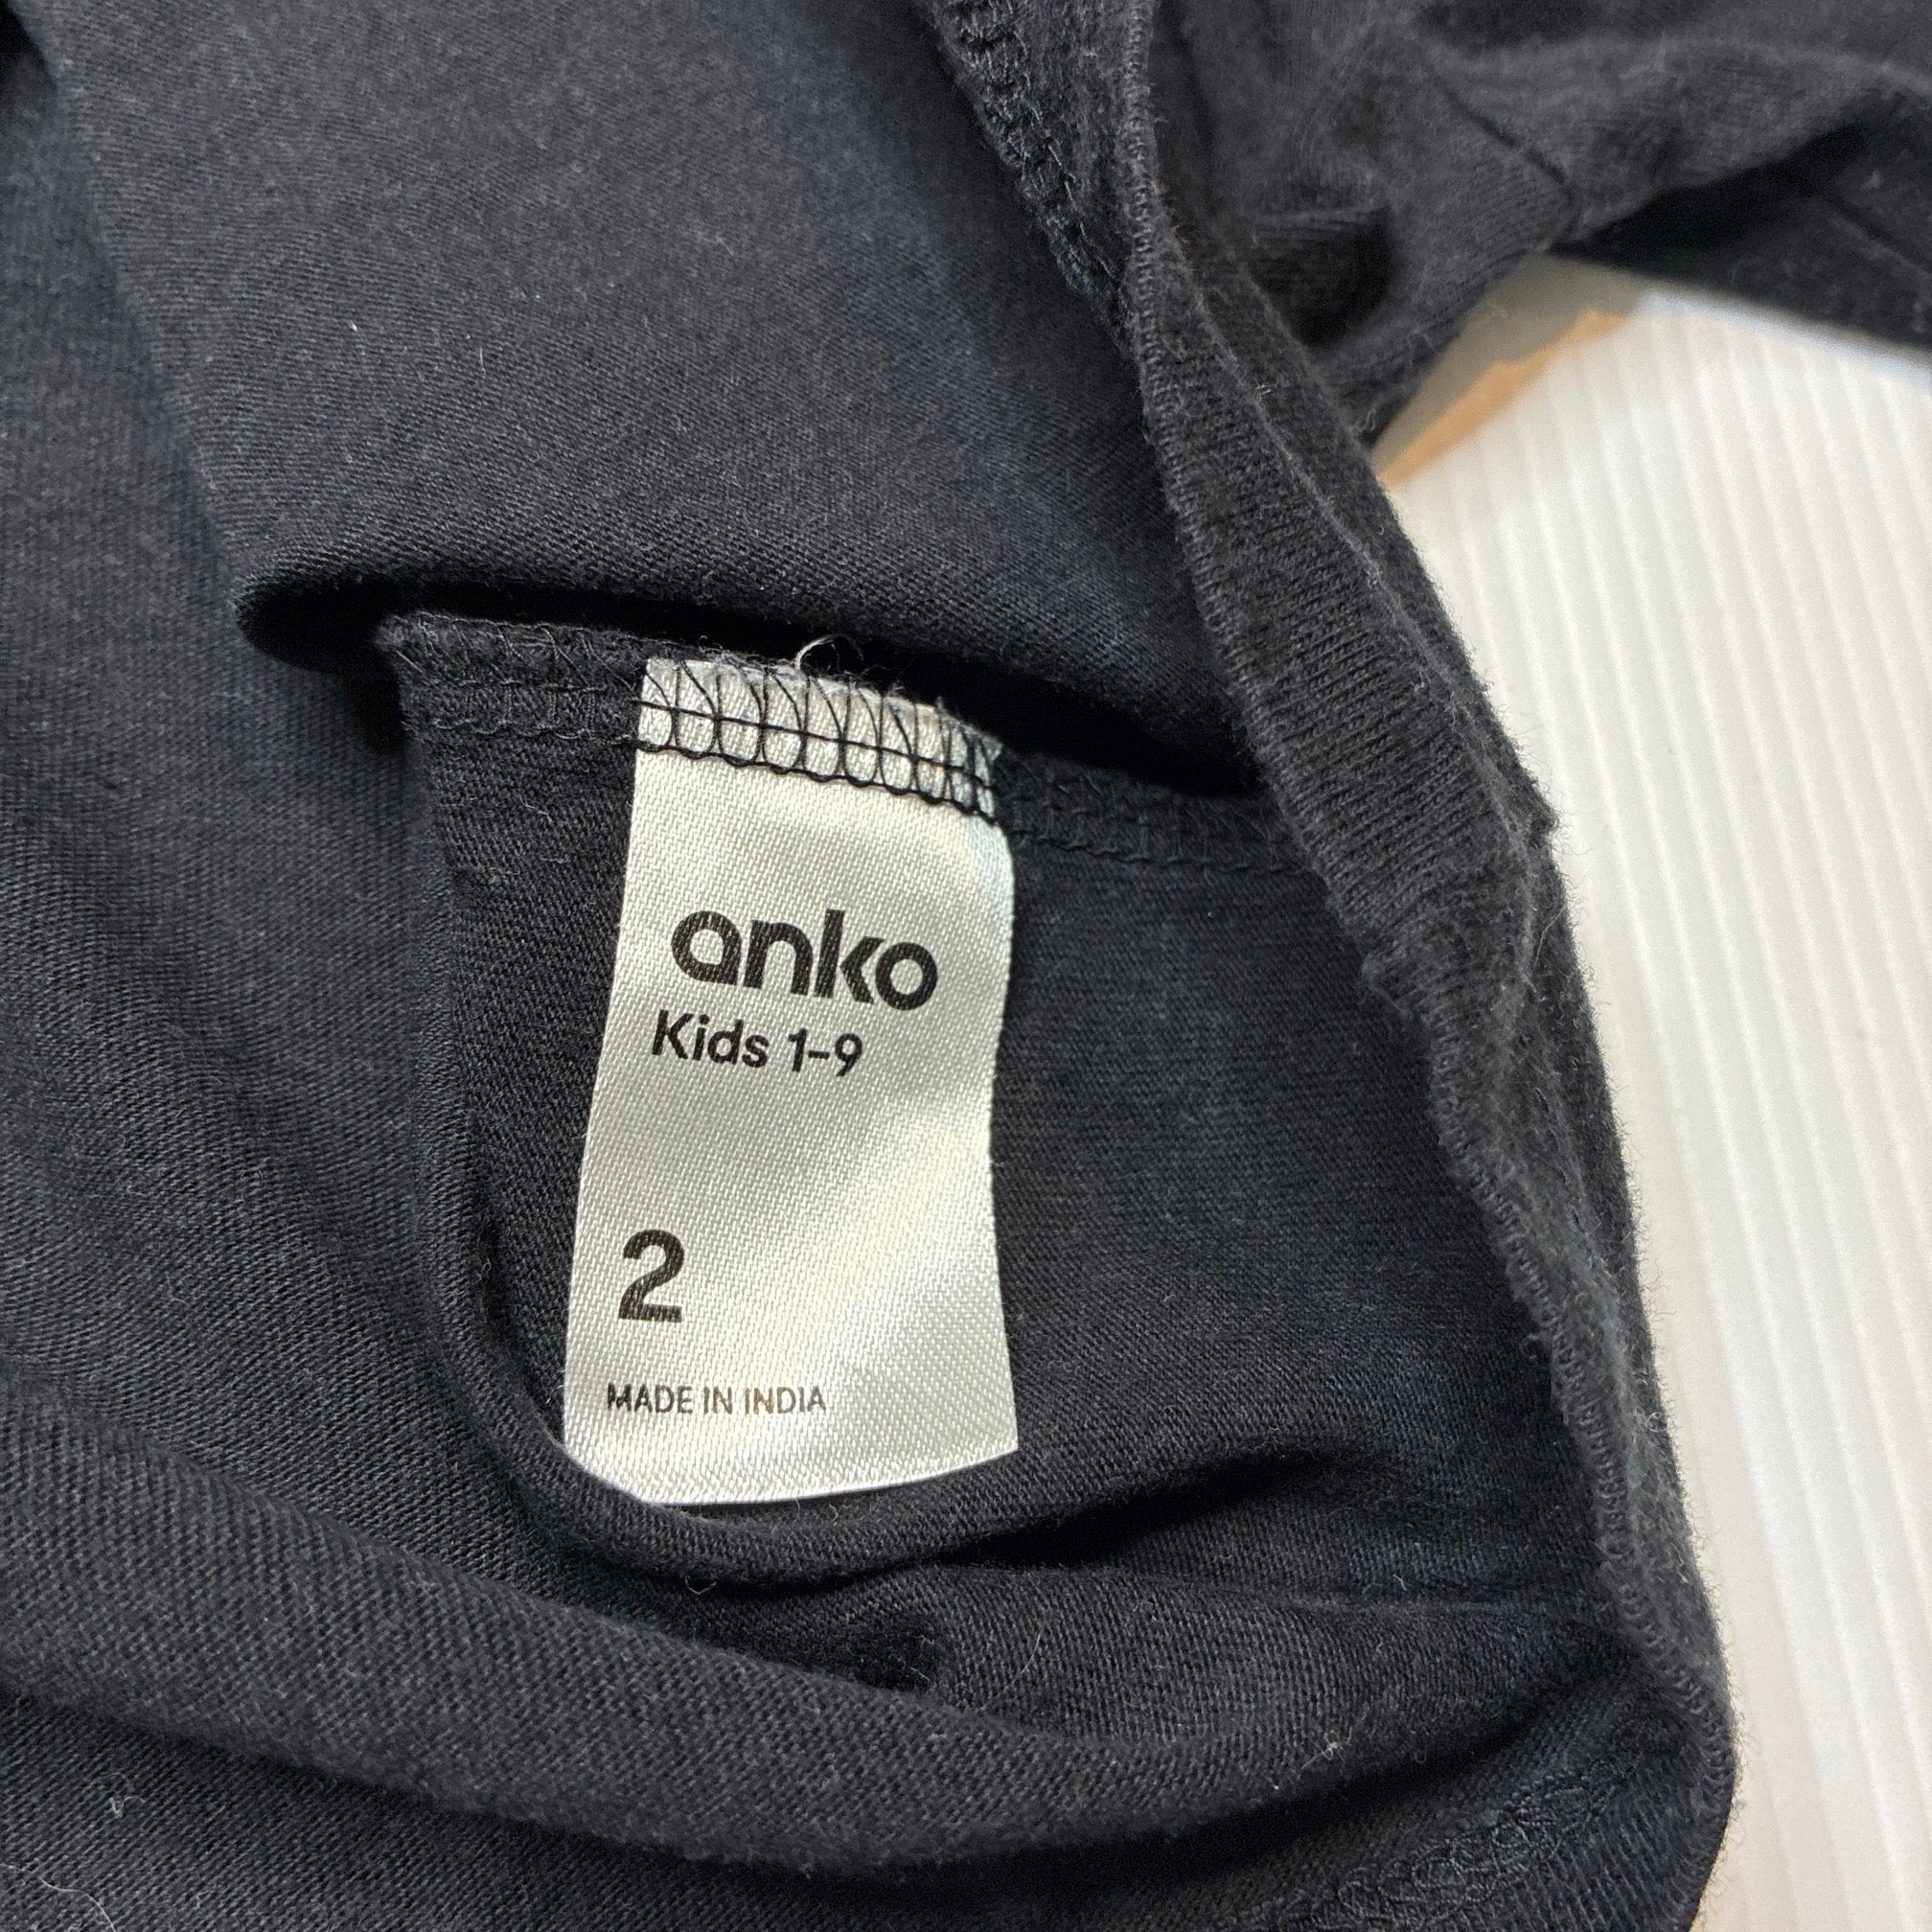 anko
Kids 1-9
2
MADE IN INDIA